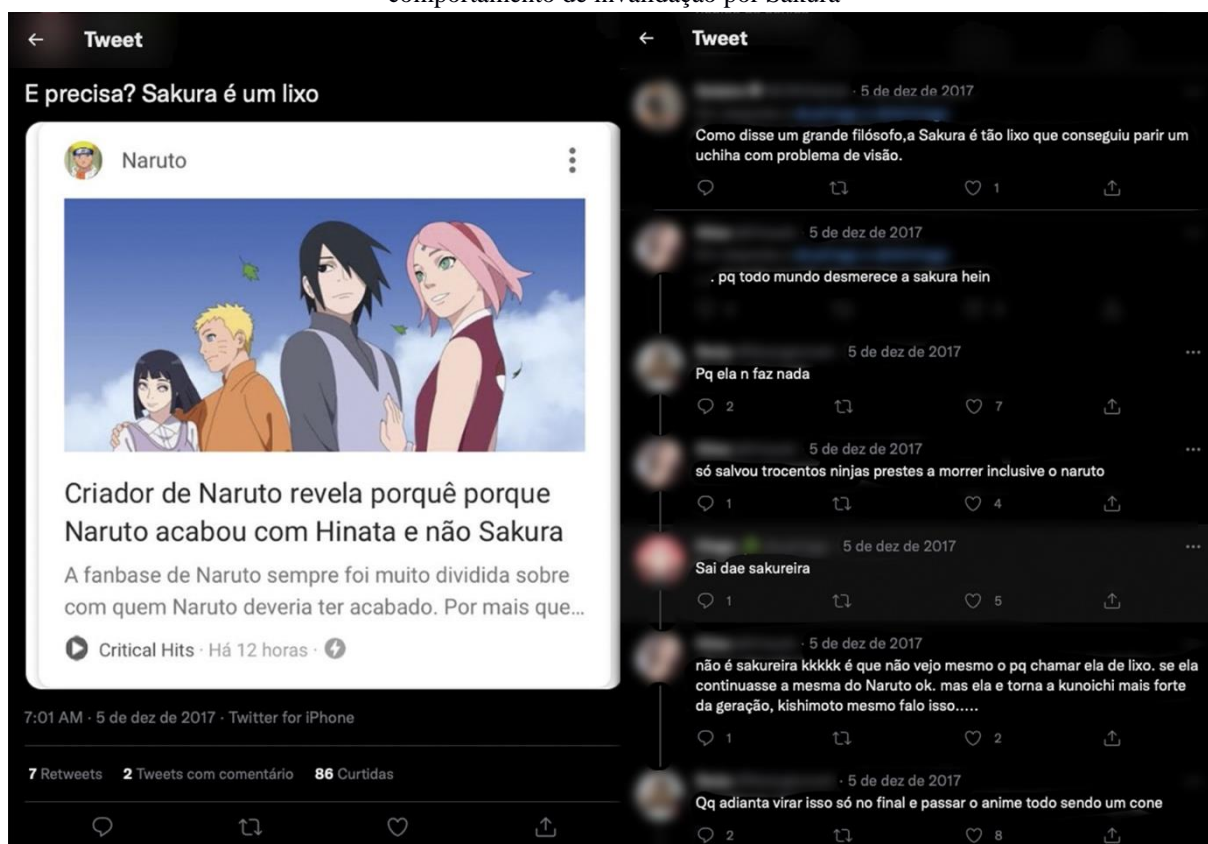 comportamento de invalidação por Sakura
Tweet
E precisa? Sakura é um lixo
Naruto
Criador de Naruto revela porquê porque
Naruto acabou com Hinata e não Sakura
A fanbase de Naruto sempre foi muito dividida sobre
com quem Naruto deveria ter acabado. Por mais que...
Critical Hits · Há 12 horas ·
7:01 AM · 5 de dez de 2017 · Twitter for iPhone
7 Retweets 2 Tweets com comentário 86 Curtidas
Tweet
· 5 de dez de 2017
Como disse um grande filósofo,a Sakura é tão lixo que conseguiu parir um
uchiha com problema de visão.
1
5 de dez de 2017
. pq todo mundo desmerece a sakura hein
5 de dez de 2017
Pq ela n faz nada
2 7
5 de dez de 2017
só salvou trocentos ninjas prestes a morrer inclusive o naruto
1 4
5 de dez de 2017
Sai dae sakureira
1 5
· 5 de dez de 2017
não é sakureira kkkkk é que não vejo mesmo o pq chamar ela de lixo. se ela
continuasse a mesma do Naruto ok. mas ela e torna a kunoichi mais forte
da geração, kishimoto mesmo falo isso.....
1 2
· 5 de dez de 2017
Qq adianta virar isso só no final e passar o anime todo sendo um cone
2 8